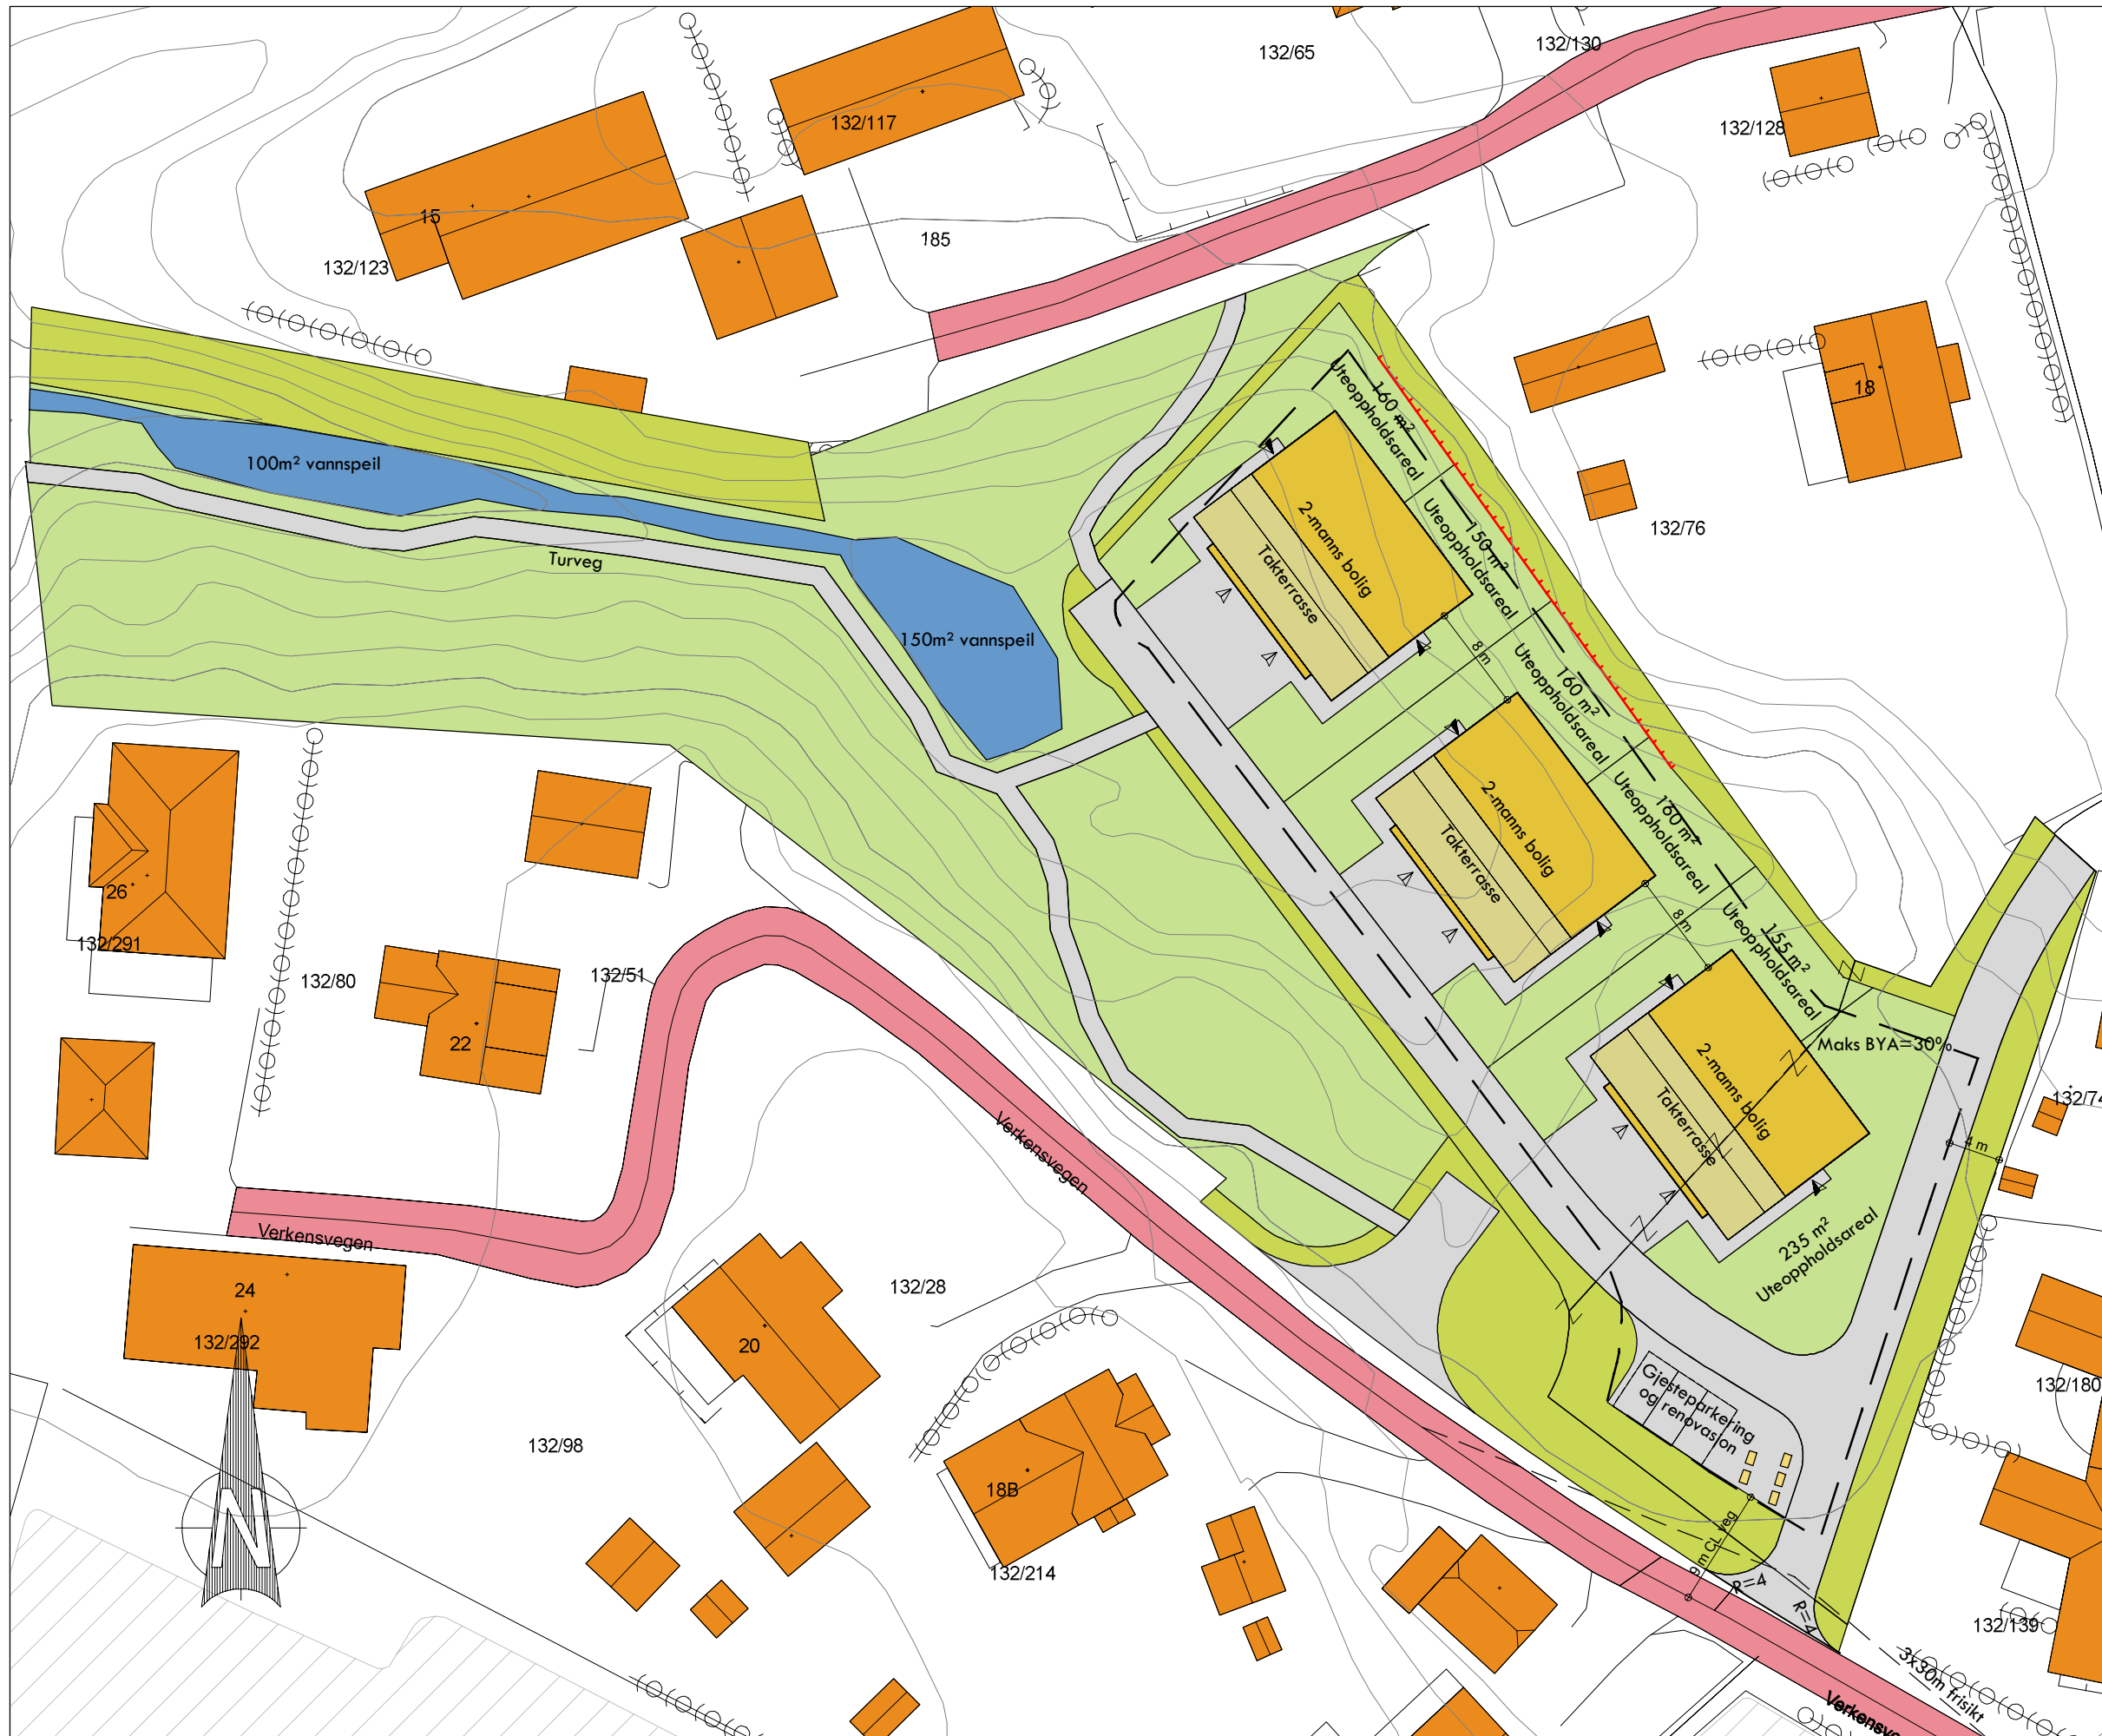 132/65
132/130
132/117
132/128
15
132/123
185
160 m²
Uteoppholdsareal
18
100m² vannspeil
2-manns bolig
Takterrasse
150 m²
Uteoppholdsareal
132/76
Turveg
150m² vannspeil
8 m
160 m²
Uteoppholdsareal
2-manns bolig
Takterrasse
160 m²
Uteoppholdsareal
26
132/291
132/80
132/51
22
8 m
155 m²
Uteoppholdsareal
Maks BYA=30%
2-manns bolig
Takterrasse
132/74
4 m
Verkensvegen
Verkensvegen
235 m²
Uteoppholdsareal
24
132/292
132/28
20
Gjesteparkering
og renovasjon
132/180
132/98
18B
N
132/214
9 m CL veg
R=4
R=4
132/139
3x30m frisikt
Verkensve